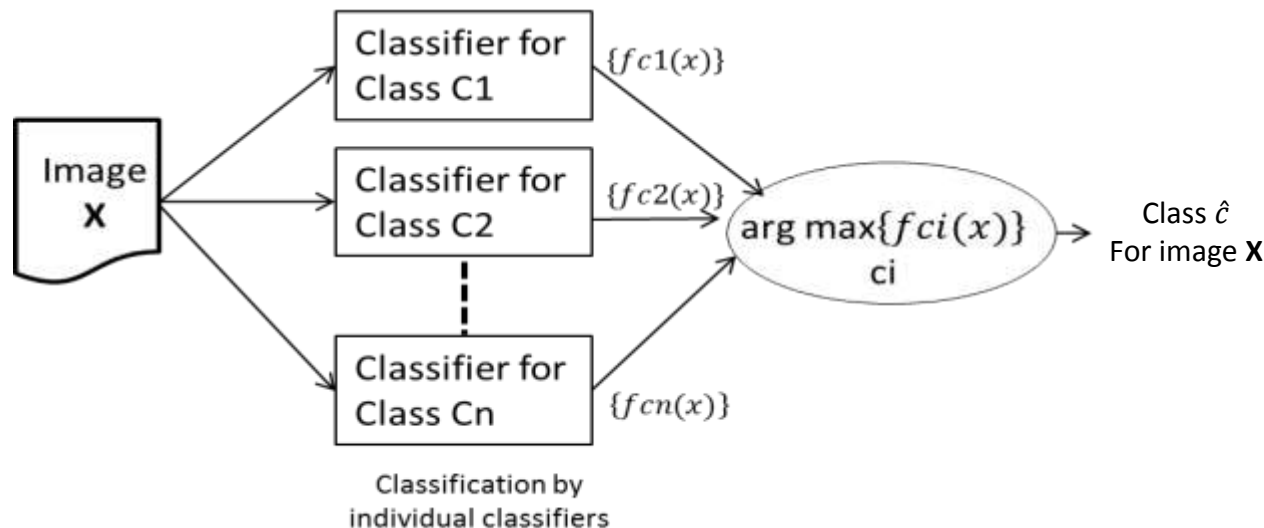 Image
X
Classifier for
Class C1
{fc1(x)}
Classifier for
Class C2
{fc2(x)}
Classifier for
Class Cn
{fcn(x)}
Classification by
individual classifiers
arg max{fci(x)}
ci
Class ĉ
For image X